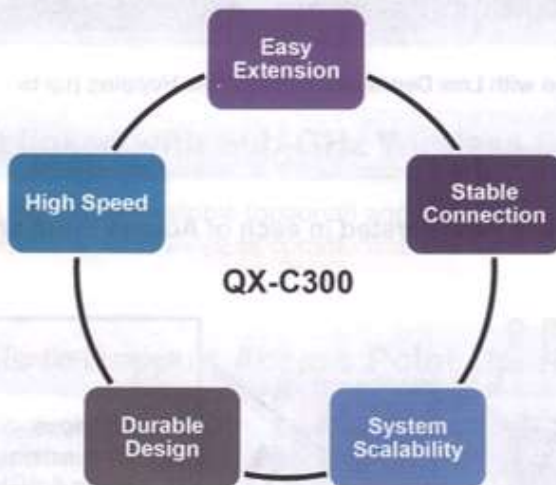 Easy
Extension
High Speed
Stable
Connection
QX-C300
Durable
Design
System
Scalability